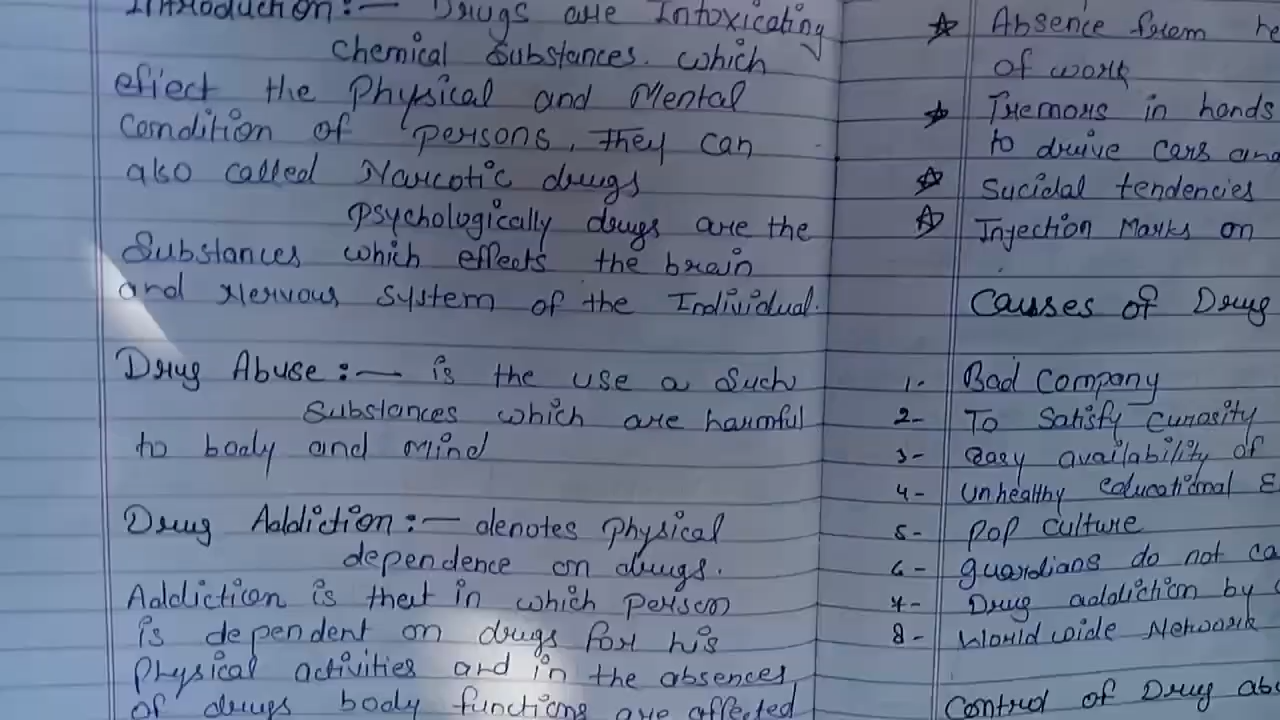 Introduction:— Drugs are Intoxicating
chemical substances. which
effect the Physical and Mental
Condition of persons, they can
also called Narcotic drugs
psychologically drugs are the
Substances which effects the brain
and Nervous system of the Individual.
Drug Abuse:— is the use a such
substances which are harmful
to body and Mind
Drug Addiction:— denotes physical
dependence on drugs.
Addiction is that in which person
is dependent on drugs for his
physical activities and in the absences
of drugs body functions are affected
☆ Absence from re
of work
☆ Tremors in hands
to druive cars and
☆ Sucidal tendencies
☆ Injection Marks on
Causes of Drug
1- Bad Company
2- To Satisfy Curiosity
3- easy availability of
4- unhealthy educational E
5- pop culture
6- guardians do not ca
7- Drug addiction by
8- World wide Network
Control of Drug abu